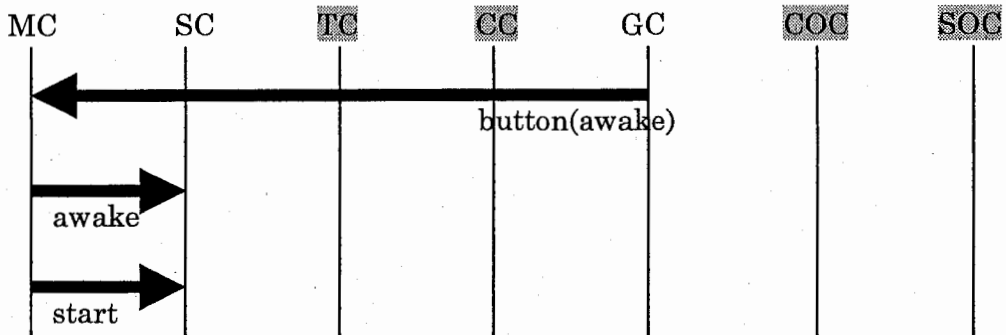 MC SC TC CC GC COC SOC
button(awake)
awake
start